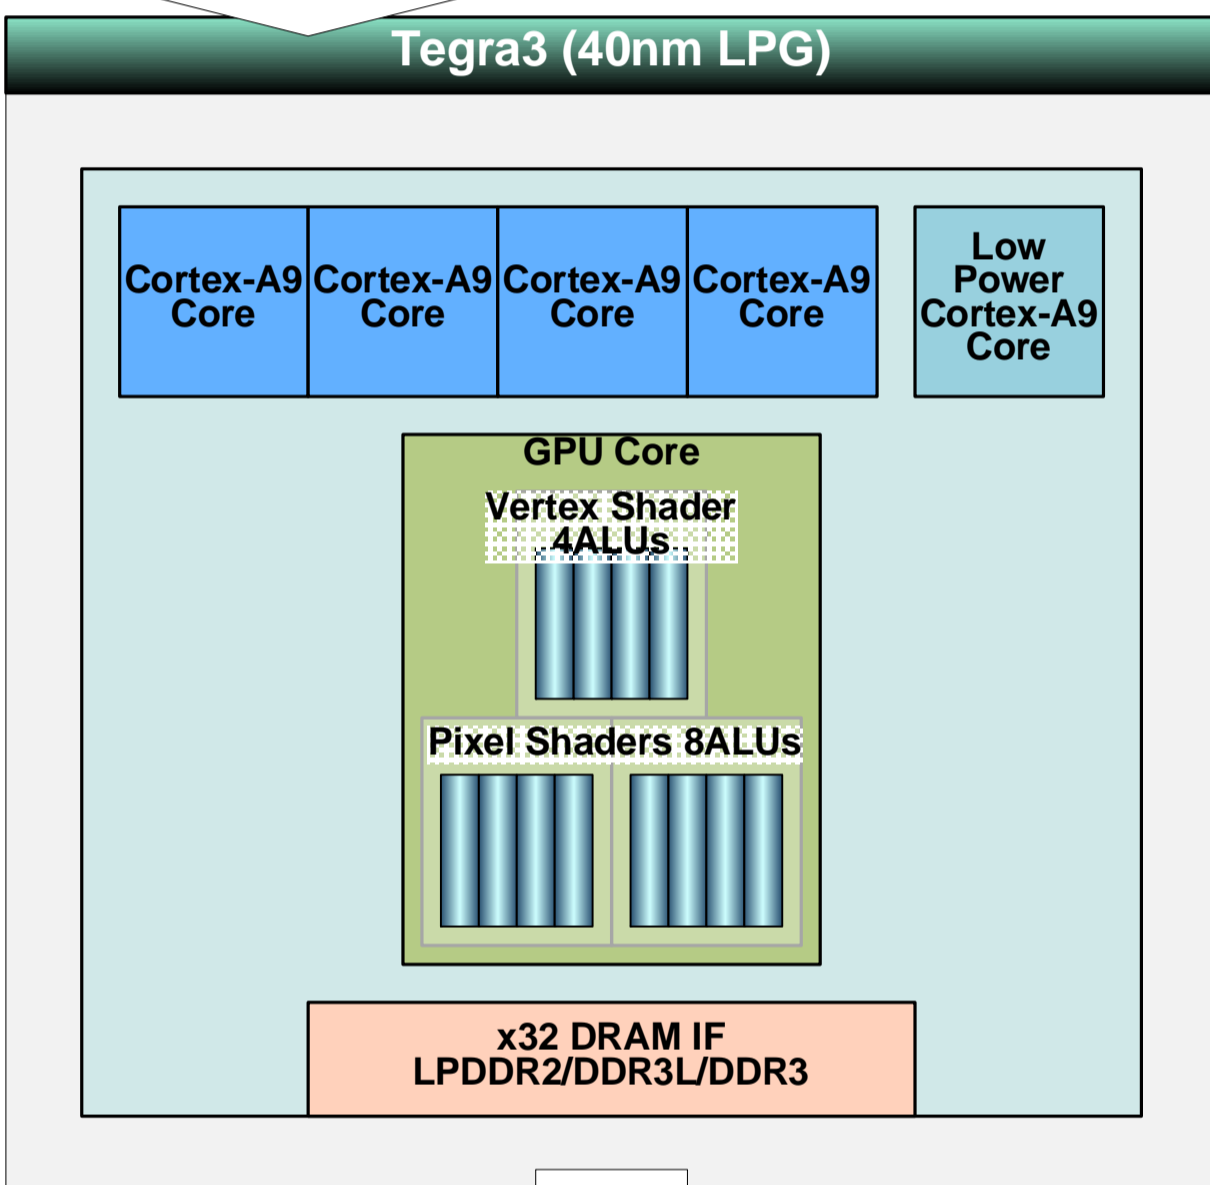 Tegra3 (40nm LPG)
Cortex-A9
Core
Cortex-A9
Core
Cortex-A9
Core
Cortex-A9
Core
Low
Power
Cortex-A9
Core
GPU Core
Vertex Shader
4ALUs
Pixel Shaders 8ALUs
x32 DRAM IF
LPDDR2/DDR3L/DDR3